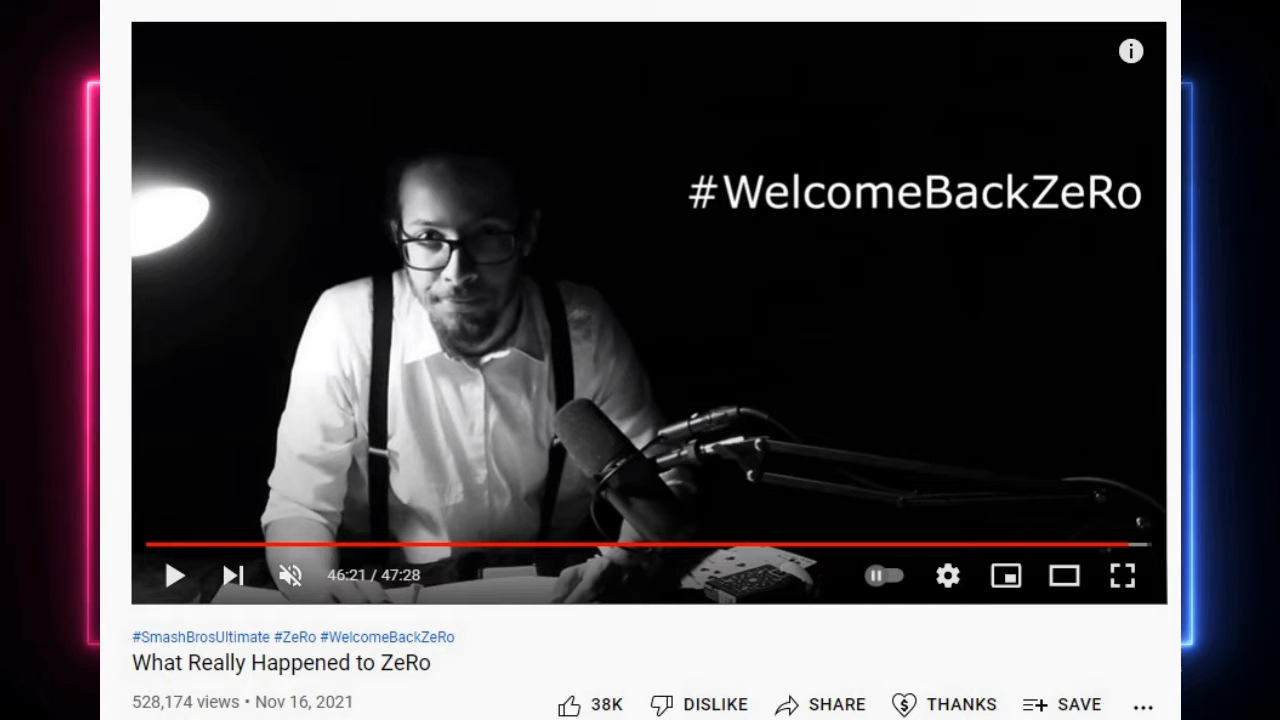 #WelcomeBackZeRo
46:21 / 47:28
#SmashBrosUltimate #ZeRo #WelcomeBackZeRo
What Really Happened to ZeRo
528,174 views • Nov 16, 2021
38K DISLIKE SHARE THANKS SAVE